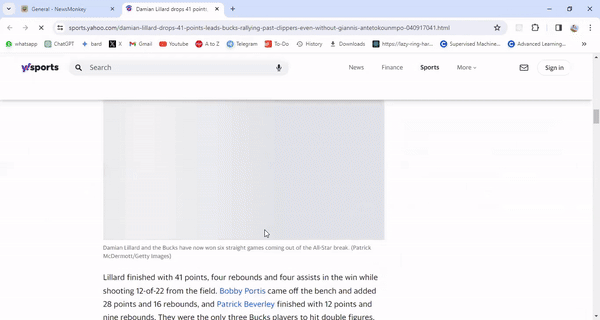 General - NewsMonkey
Damian Lillard drops 41 points
sports.yahoo.com/damian-lillard-drops-41-points-leads-bucks-rallying-past-clippers-even-without-giannis-antetokounmpo-040917041.html
whatsapp ChatGPT bard X Gmail Youtube A to Z Telegram To-Do History Downloads https://lazy-ring-har... Supervised Machine... Advanced Learning...
y!sports Search News Finance Sports More Sign in
Damian Lillard and the Bucks have now won six straight games coming out of the All-Star break. (Patrick
McDermott/Getty Images)
Lillard finished with 41 points, four rebounds and four assists in the win while
shooting 12-of-22 from the field. Bobby Portis came off the bench and added
28 points and 16 rebounds, and Patrick Beverley finished with 12 points and
nine rebounds. They were the only three Bucks players to hit double figures.